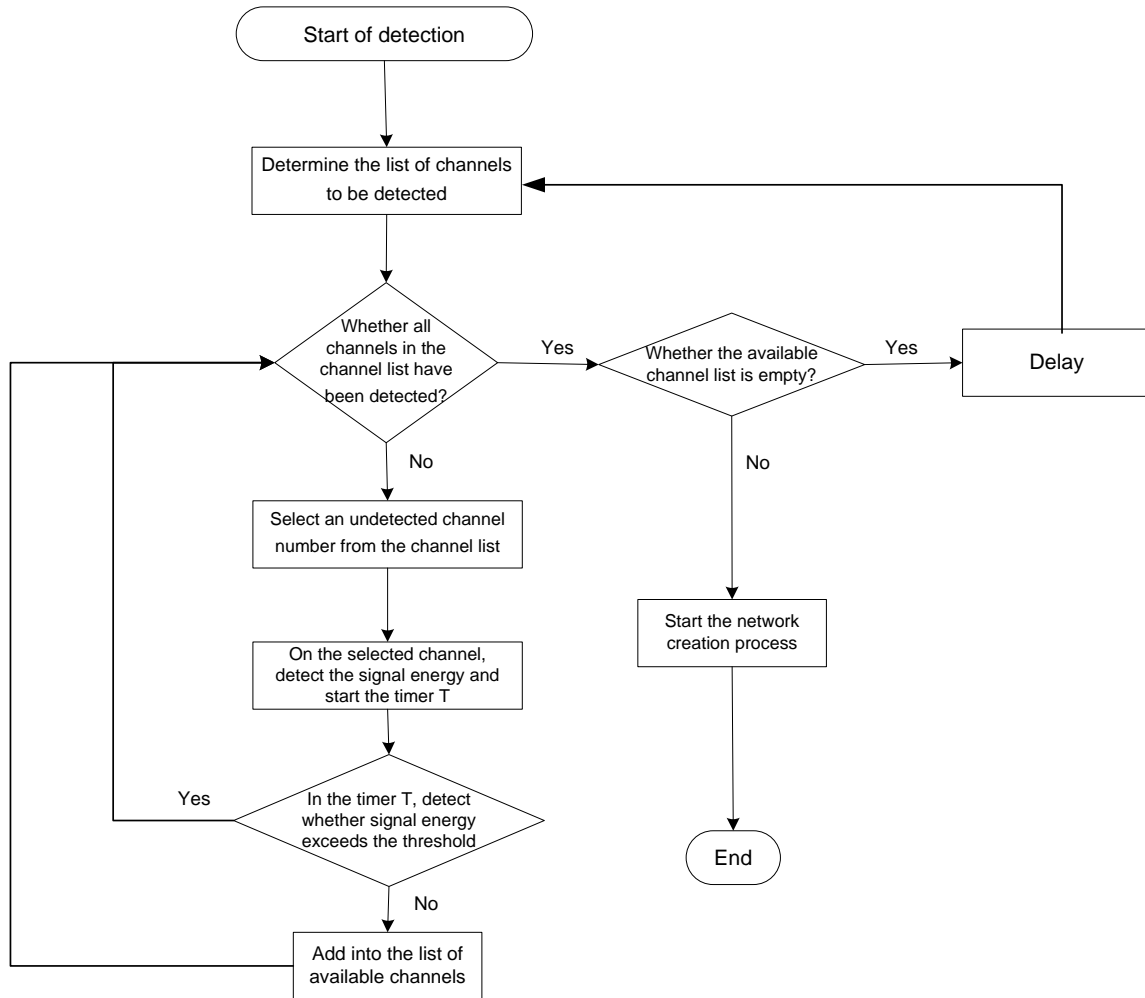 Start of detection
Determine the list of channels
to be detected
Whether all
channels in the
channel list have
been detected?
Yes
Whether the available
channel list is empty?
Yes
Delay
No
No
Select an undetected channel
number from the channel list
Start the network
creation process
On the selected channel,
detect the signal energy and
start the timer T
Yes
In the timer T, detect
whether signal energy
exceeds the threshold
End
No
Add into the list of
available channels